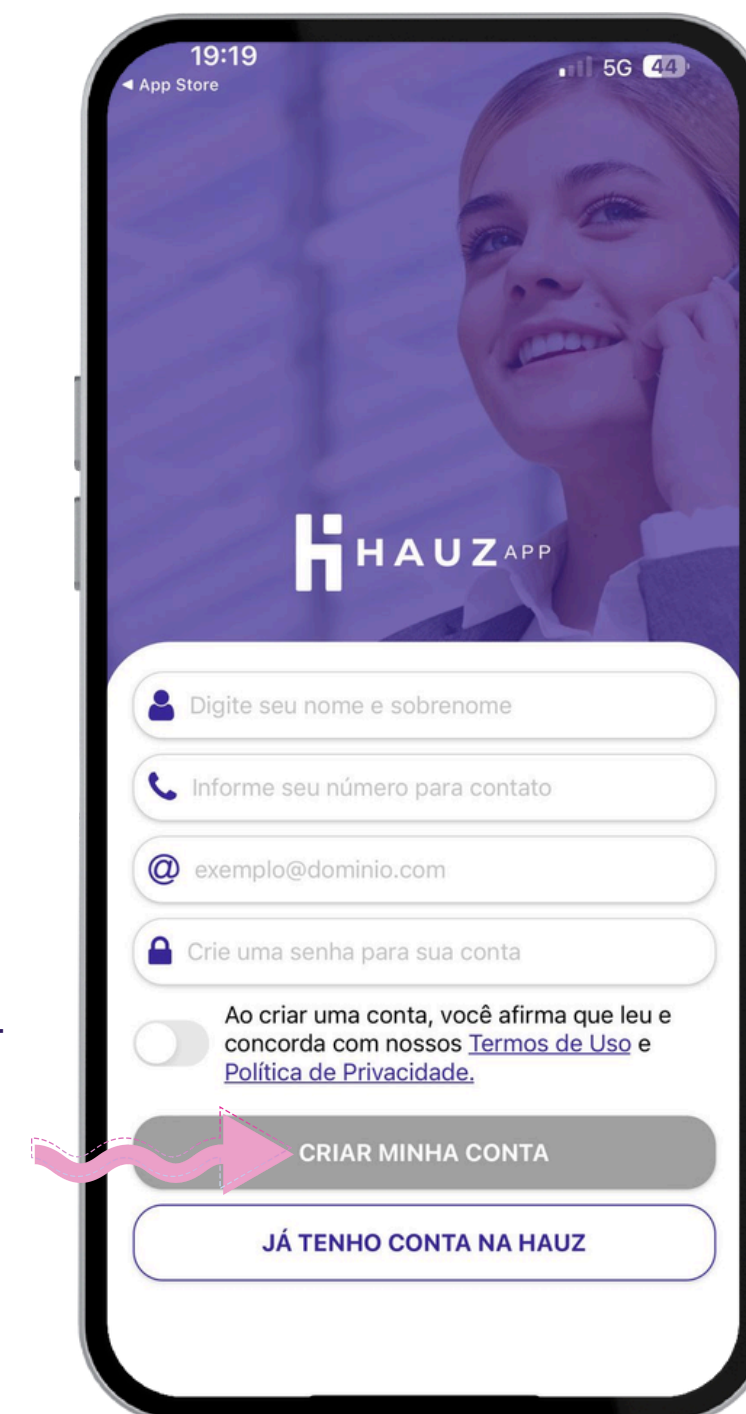 19:19
5G 44
◄ App Store
HAUZ APP
Digite seu nome e sobrenome
Informe seu número para contato
@ exemplo@dominio.com
Crie uma senha para sua conta
Ao criar uma conta, você afirma que leu e
concorda com nossos Termos de Uso e
Política de Privacidade.
CRIAR MINHA CONTA
JÁ TENHO CONTA NA HAUZ